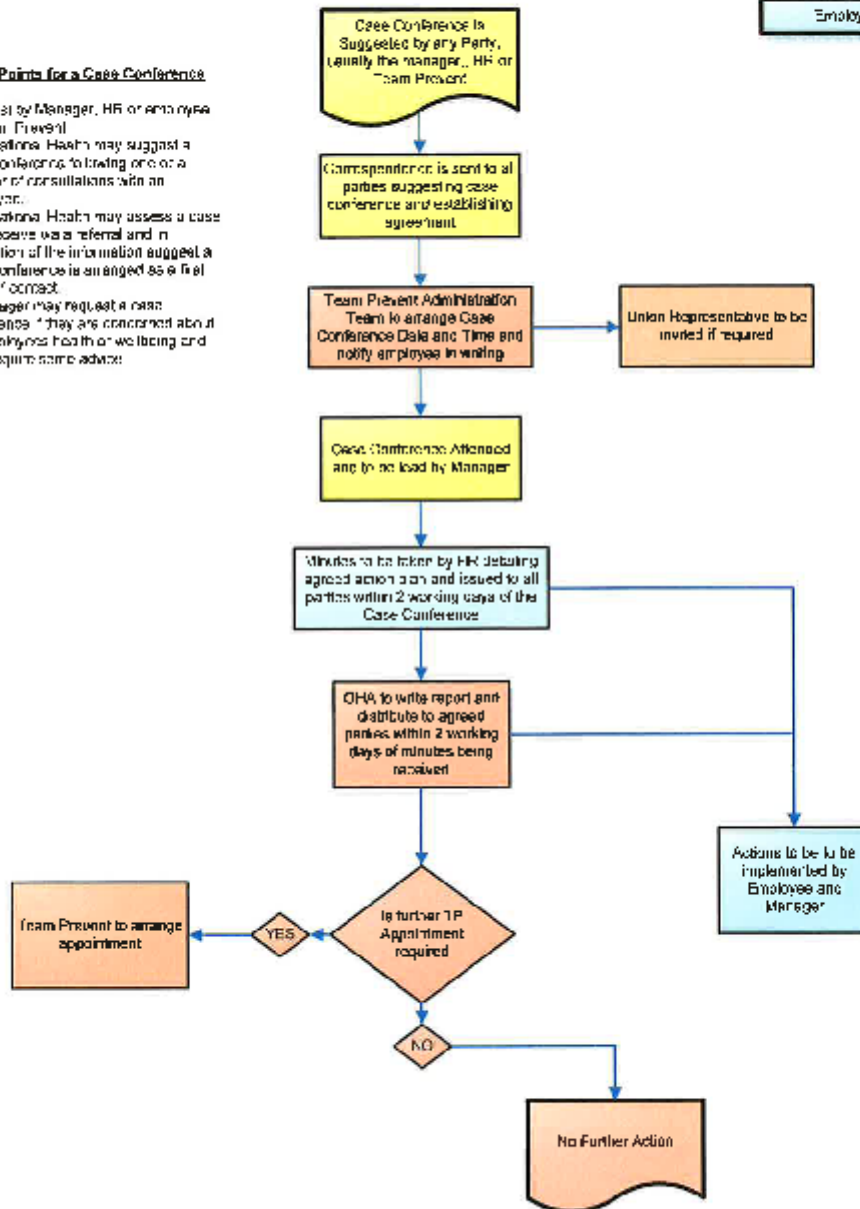 Employ
Points for a Case Conference
by Manager, HR or employee
Prevent
Health may suggest a
conference following one or a
of consultations with an
Health may assess a case
via a referral and in
of the information suggest a
conference is arranged as a first
contact.
may request a case
if they are concerned about
health or wellbeing and
some advice
Case Conference is
Suggested by any Party,
usually the manager,, HR or
Team Prevent
Correspondence is sent to all
parties suggesting case
conference and establishing
agreement
Team Prevent Administration
Team to arrange Case
Conference Date and Time and
notify employee in writing
Union Representative to be
invited if required
Case Conference Attended
and to be lead by Manager
Minutes to be taken by HR detailing
agreed action plan and issued to all
parties within 2 working days of the
Case Conference
OHA to write report and
distribute to agreed
parties within 2 working
days of minutes being
received
Actions to be to be
implemented by
Employee and
Manager
Is further TP
Appointment
required
YES
Team Prevent to arrange
appointment
NO
No Further Action